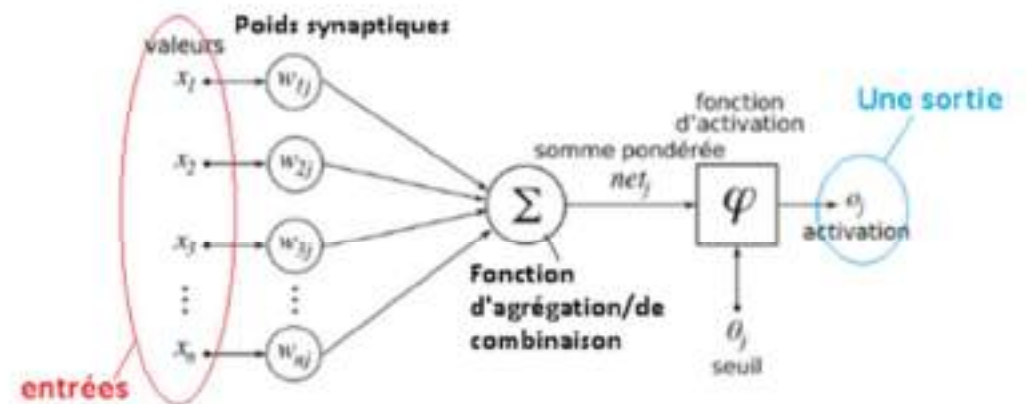 Poids synaptiques
valeurs
x₁
w₁ⱼ
x₂
w₂ⱼ
x₃
w₃ⱼ
⋮
⋮
xₙ
wₙⱼ
entrées
Σ
Fonction
d'agrégation/de
combinaison
somme pondérée
netⱼ
fonction
d'activation
φ
θⱼ
seuil
Une sortie
oⱼ
activation